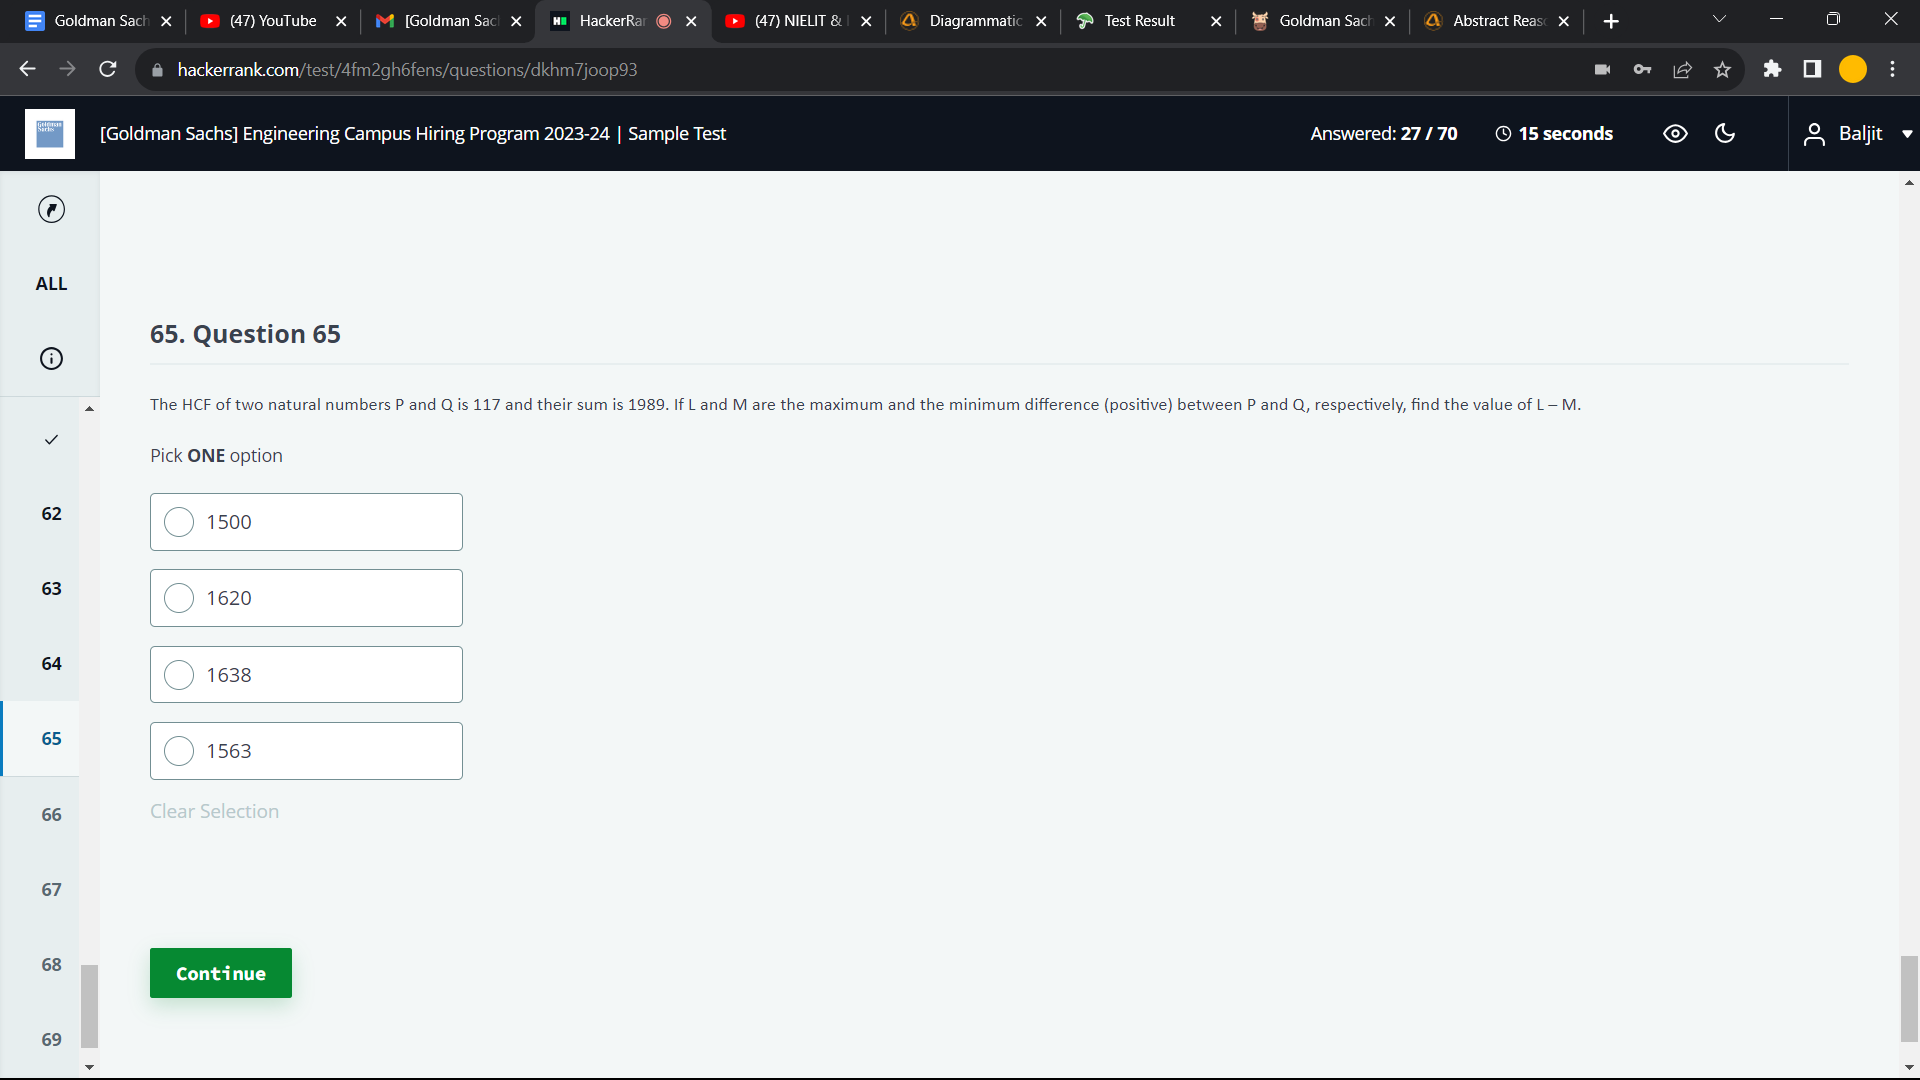 Goldman Sach
(47) YouTube
[Goldman Sac
HackerRar
(47) NIELIT &
Diagrammatic
Test Result
Goldman Sach
Abstract Reaso
hackerrank.com/test/4fm2gh6fens/questions/dkhm7joop93
Goldman Sachs
[Goldman Sachs] Engineering Campus Hiring Program 2023-24 | Sample Test
Answered: 27 / 70
15 seconds
Baljit
ALL
65. Question 65
The HCF of two natural numbers P and Q is 117 and their sum is 1989. If L and M are the maximum and the minimum difference (positive) between P and Q, respectively, find the value of L – M.
Pick ONE option
1500
1620
1638
1563
Clear Selection
Continue
62
63
64
65
66
67
68
69